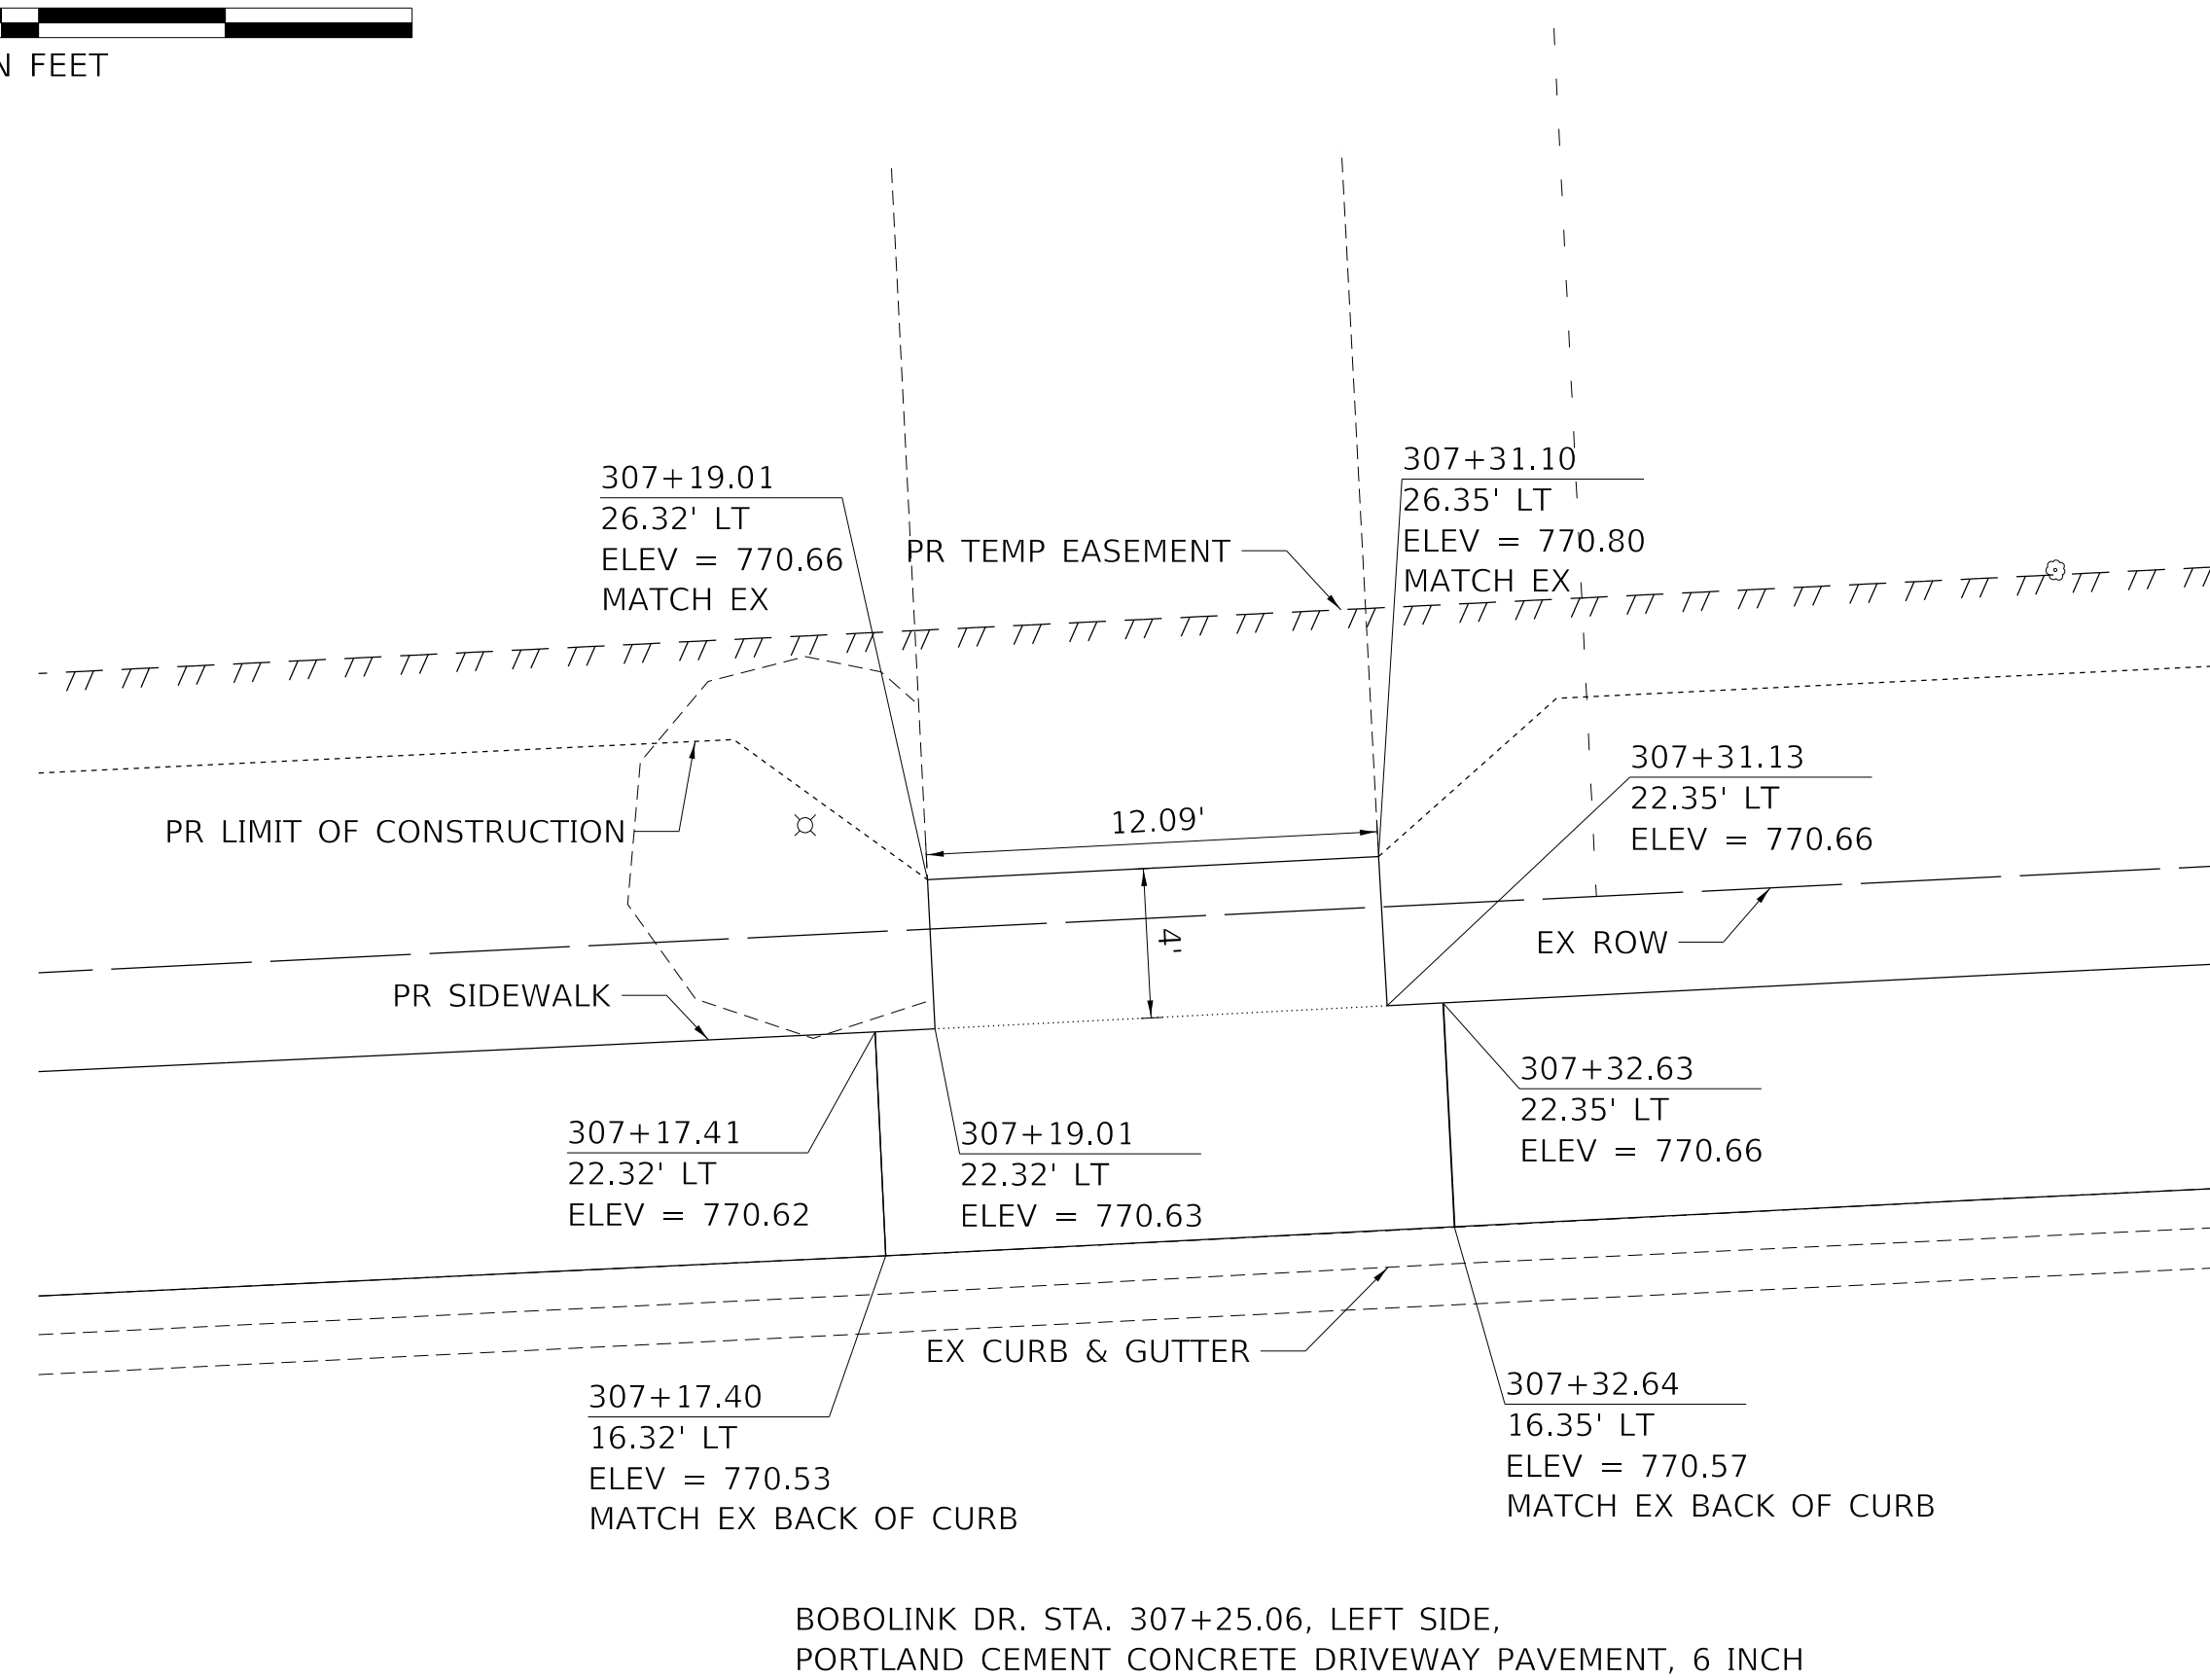 FEET
307+19.01
26.32' LT
ELEV = 770.66
MATCH EX
307+31.10
26.35' LT
ELEV = 770.80
MATCH EX
PR TEMP EASEMENT
307+31.13
22.35' LT
ELEV = 770.66
PR LIMIT OF CONSTRUCTION
12.09'
4'
EX ROW
PR SIDEWALK
307+32.63
22.35' LT
ELEV = 770.66
307+17.41
22.32' LT
ELEV = 770.62
307+19.01
22.32' LT
ELEV = 770.63
EX CURB & GUTTER
307+17.40
16.32' LT
ELEV = 770.53
MATCH EX BACK OF CURB
307+32.64
16.35' LT
ELEV = 770.57
MATCH EX BACK OF CURB
BOBOLINK DR. STA. 307+25.06, LEFT SIDE,
PORTLAND CEMENT CONCRETE DRIVEWAY PAVEMENT, 6 INCH